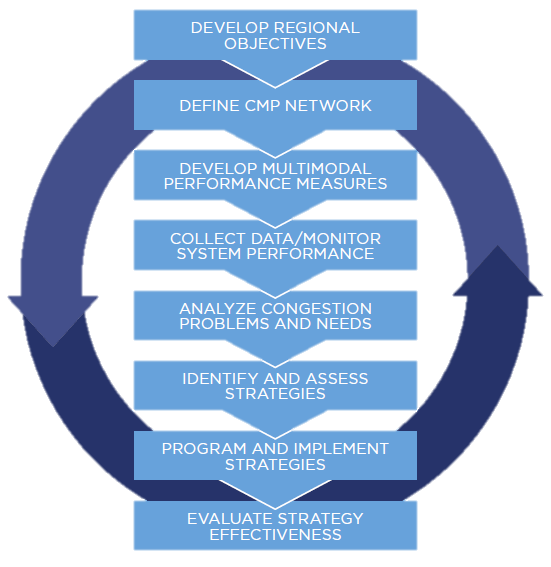 DEVELOP REGIONAL
OBJECTIVES
DEFINE CMP NETWORK
DEVELOP MULTIMODAL
PERFORMANCE MEASURES
COLLECT DATA/MONITOR
SYSTEM PERFORMANCE
ANALYZE CONGESTION
PROBLEMS AND NEEDS
IDENTIFY AND ASSESS
STRATEGIES
PROGRAM AND IMPLEMENT
STRATEGIES
EVALUATE STRATEGY
EFFECTIVENESS